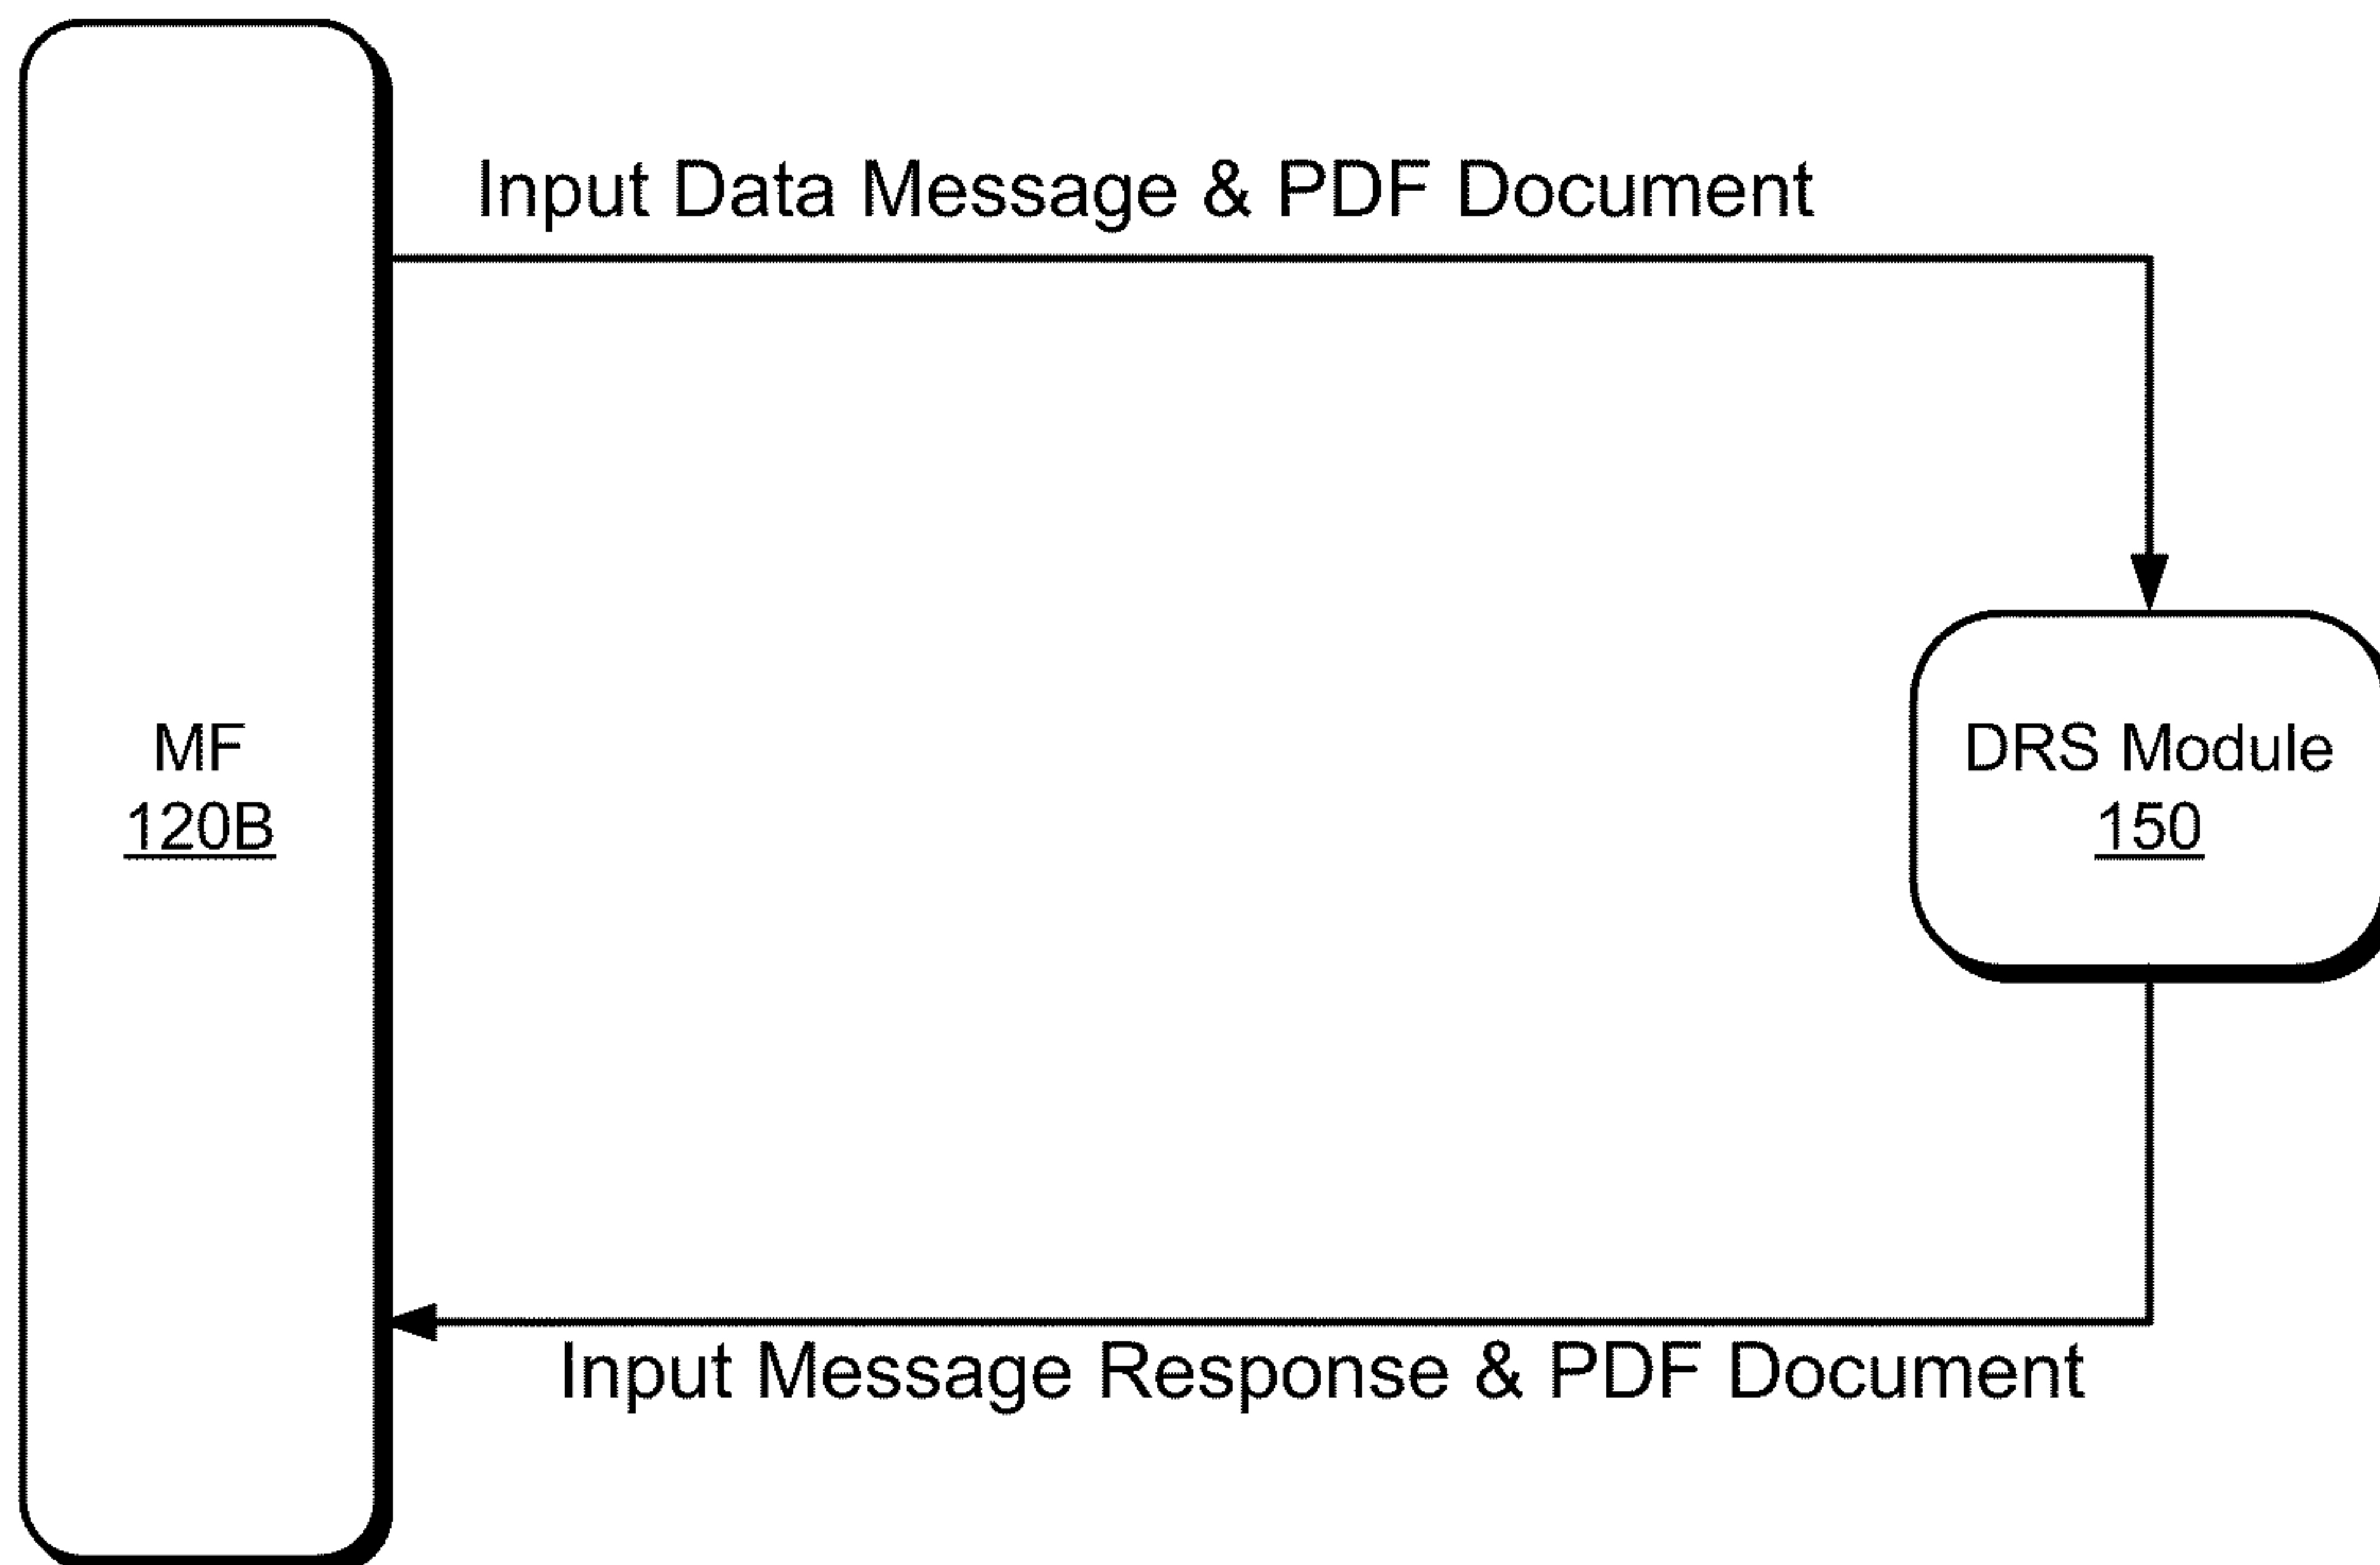 Input Data Message & PDF Document
MF
120B
DRS Module
150
Input Message Response & PDF Document